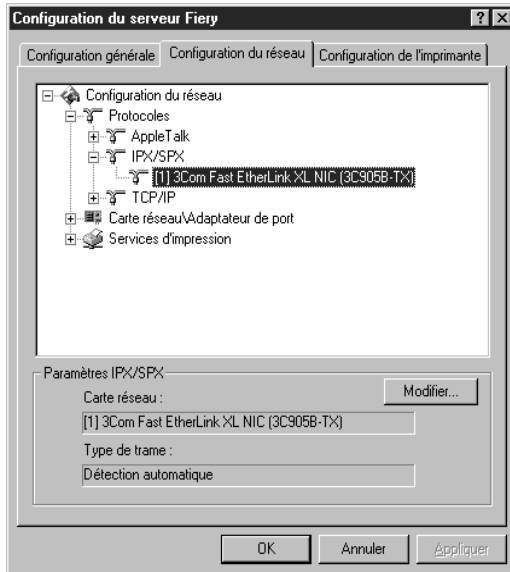 Configuration du serveur Fiery
Configuration générale Configuration du réseau Configuration de l'imprimante
Configuration du réseau
Protocoles
AppleTalk
IPX/SPX
[1] 3Com Fast EtherLink XL NIC (3C905B-TX)
TCP/IP
Carte réseau\Adaptateur de port
Services d'impression
Paramètres IPX/SPX
Carte réseau :
Modifier...
[1] 3Com Fast EtherLink XL NIC (3C905B-TX)
Type de trame :
Détection automatique
OK Annuler Appliquer